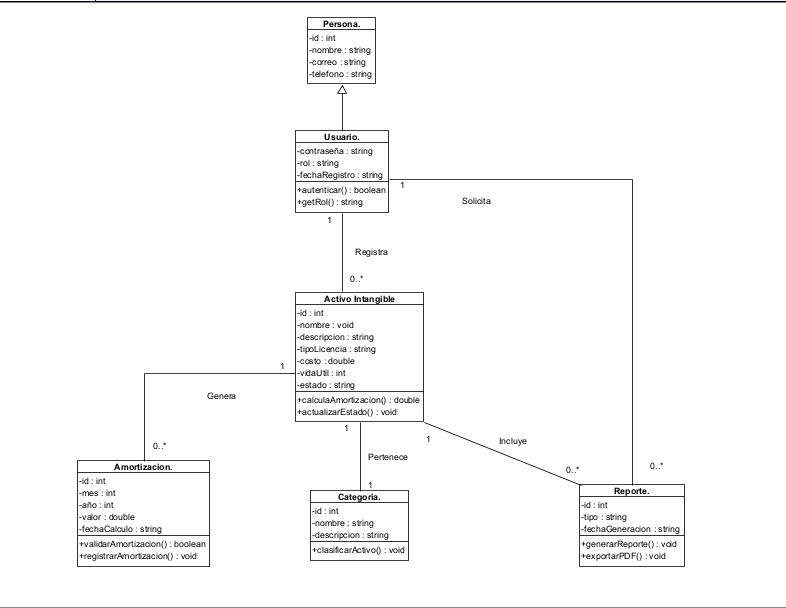 Persona.
-id : int
-nombre : string
-correo : string
-telefono : string
Usuario.
-contraseña : string
-rol : string
-fechaRegistro : string
+autenticar() : boolean
+getRol() : string
1
Solicita
1
Registra
0..*
Activo Intangible
-id : int
-nombre : void
-descripcion : string
-tipoLicencia : string
-costo : double
-vidaUtil : int
-estado : string
+calculaAmortizacion() : double
+actualizarEstado() : void
1
Genera
0..*
1
Pertenece
1
1
Incluye
0..*
0..*
Amortizacion.
-id : int
-mes : int
-año : int
-valor : double
-fechaCalculo : string
+validarAmortizacion() : boolean
+registrarAmortizacion() : void
Categoria.
-id : int
-nombre : string
-descripcion : string
+clasificarActivo() : void
Reporte.
-id : int
-tipo : string
-fechaGeneracion : string
+generarReporte() : void
+exportarPDF() : void